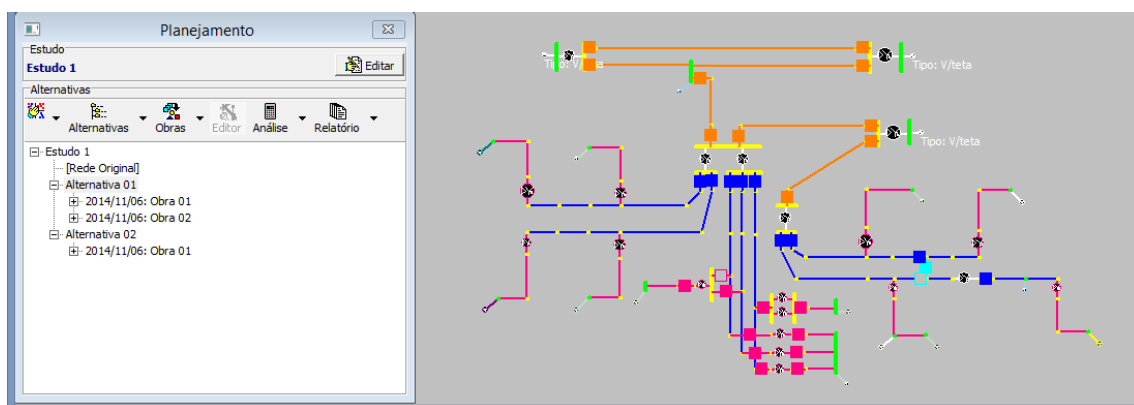 Planejamento
Estudo
Estudo 1
Editar
Alternativas
Alternativas Obras Editor Análise Relatório
Estudo 1
[Rede Original]
Alternativa 01
2014/11/06: Obra 01
2014/11/06: Obra 02
Alternativa 02
2014/11/06: Obra 01
Tipo: V/teta
Tipo: V/teta
Tipo: V/teta